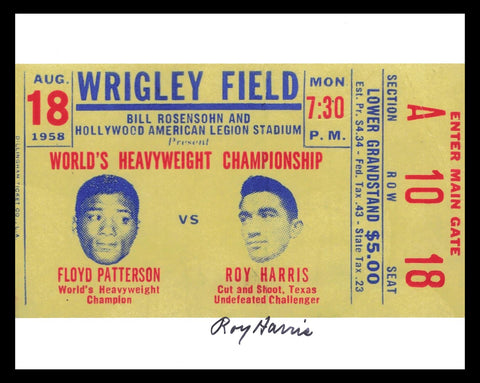 AUG.
18
1958
WRIGLEY FIELD
BILL ROSENSOHN AND
HOLLYWOOD AMERICAN LEGION STADIUM
Present
MON
7:30
P. M.
WORLD'S HEAVYWEIGHT CHAMPIONSHIP
VS
FLOYD PATTERSON
World's Heavyweight
Champion
ROY HARRIS
Cut and Shoot, Texas
Undefeated Challenger
DILLINGHAM TICKET CO., L.A.
LOWER GRANDSTAND $5.00
Est. Pr. $4.34 - Fed. Tax .43 - State Tax .23
SECTION
A
ROW
10
SEAT
18
ENTER MAIN GATE
Roy Harris